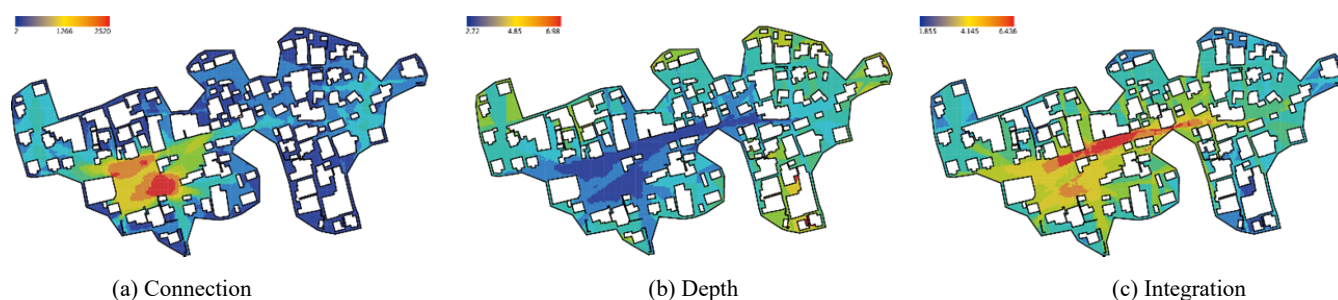 2 1266 2520
2.72 4.85 6.98
1.855 4.145 6.436
(a) Connection
(b) Depth
(c) Integration